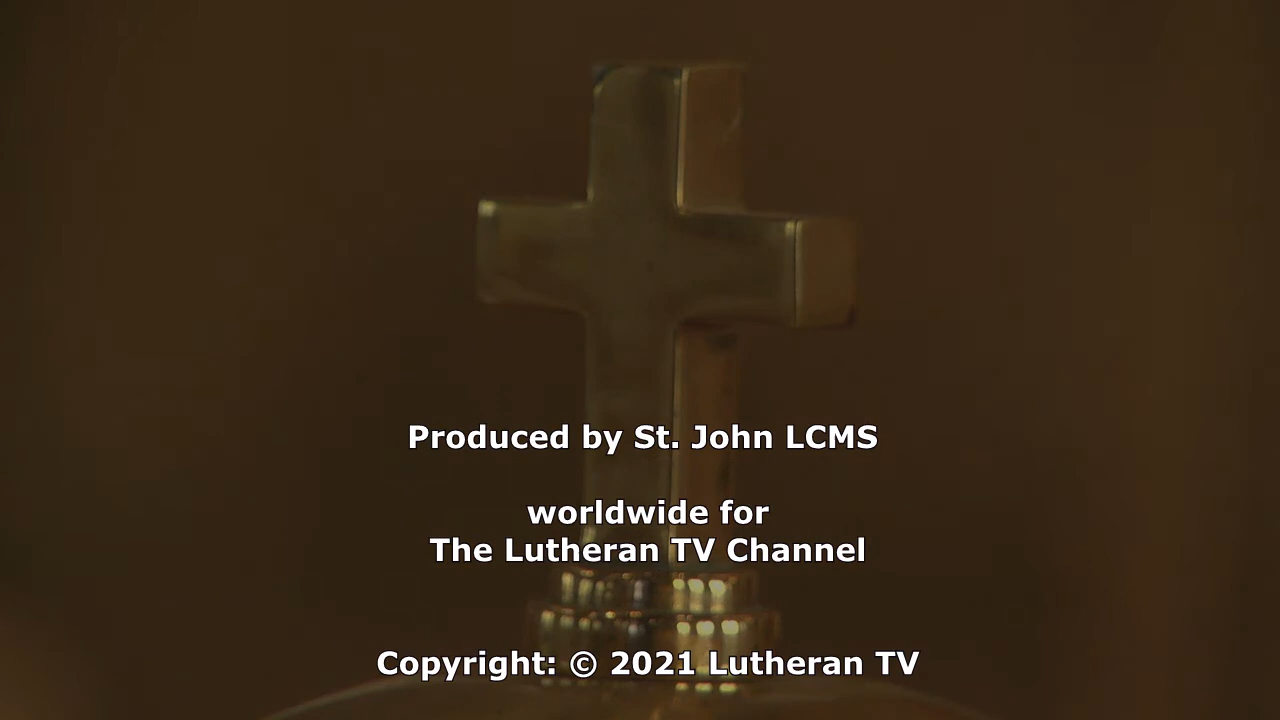 Produced by St. John LCMS
worldwide for
The Lutheran TV Channel
Copyright: © 2021 Lutheran TV